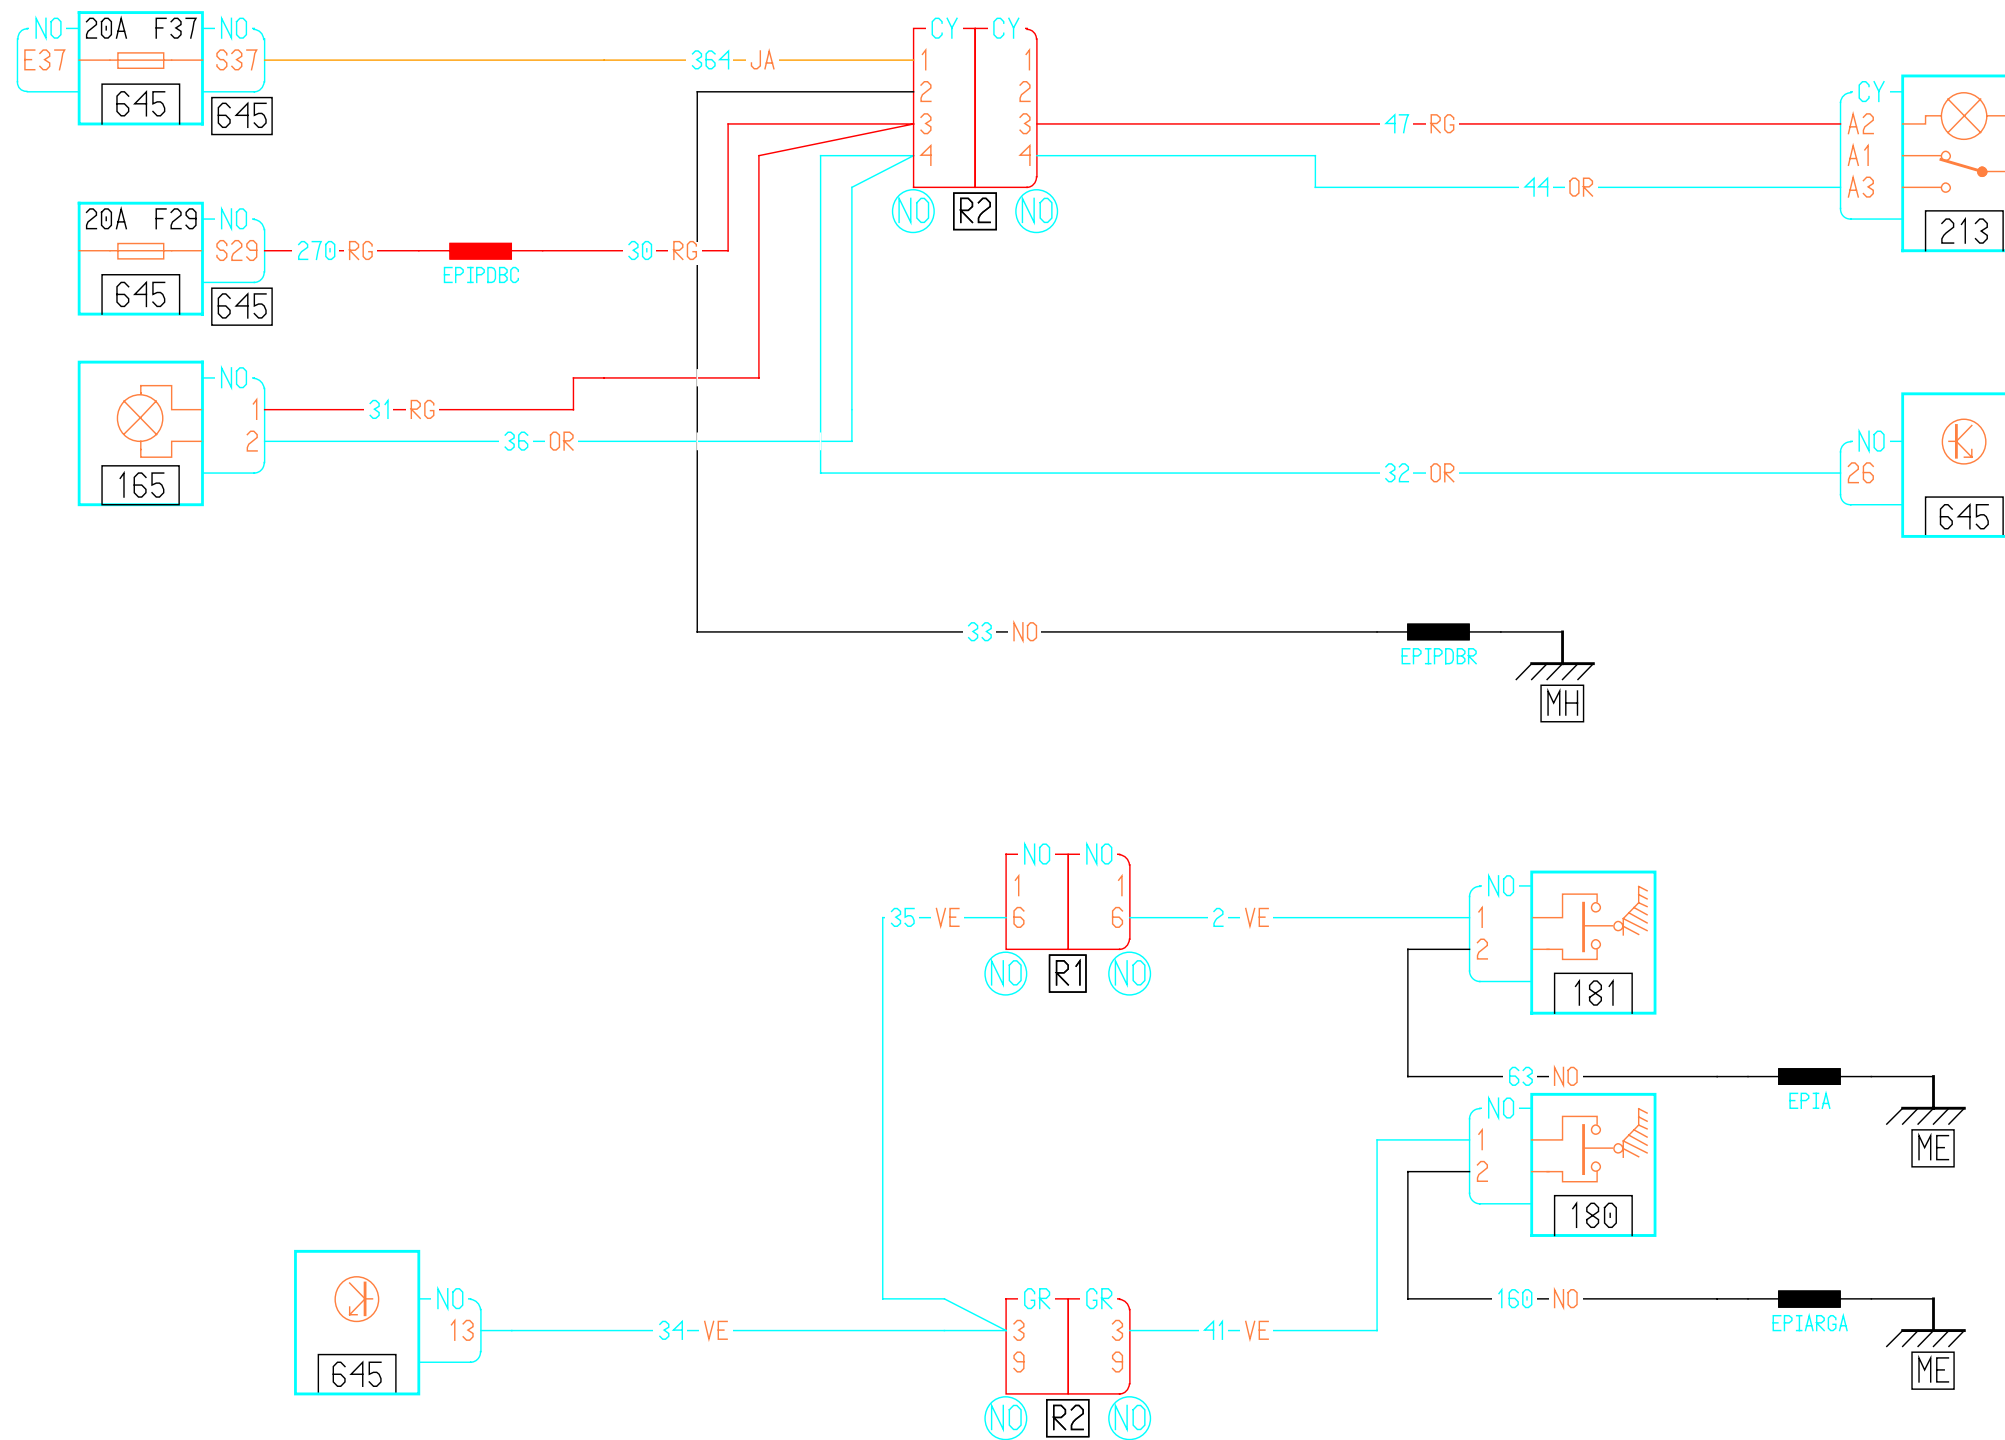 NO 20A F37 NO
E37 S37
645
645
364 JA
CY CY
1 1
2 2
3 3
4 4
NO R2 NO
47 RG
44 OR
CY
A2
A1
A3
213
20A F29 NO
S29
645
645
270 RG
EPIPDBC
30 RG
NO
1
2
165
31 RG
36 OR
32 OR
NO
26
645
33 NO
EPIPDBR
MH
NO NO
1 1
6 6
NO R1 NO
35 VE
2 VE
NO
1
2
181
63 NO
EPIA
ME
NO
1
2
180
160 NO
EPIARGA
ME
NO
13
645
34 VE
GR GR
3 3
9 9
NO R2 NO
41 VE